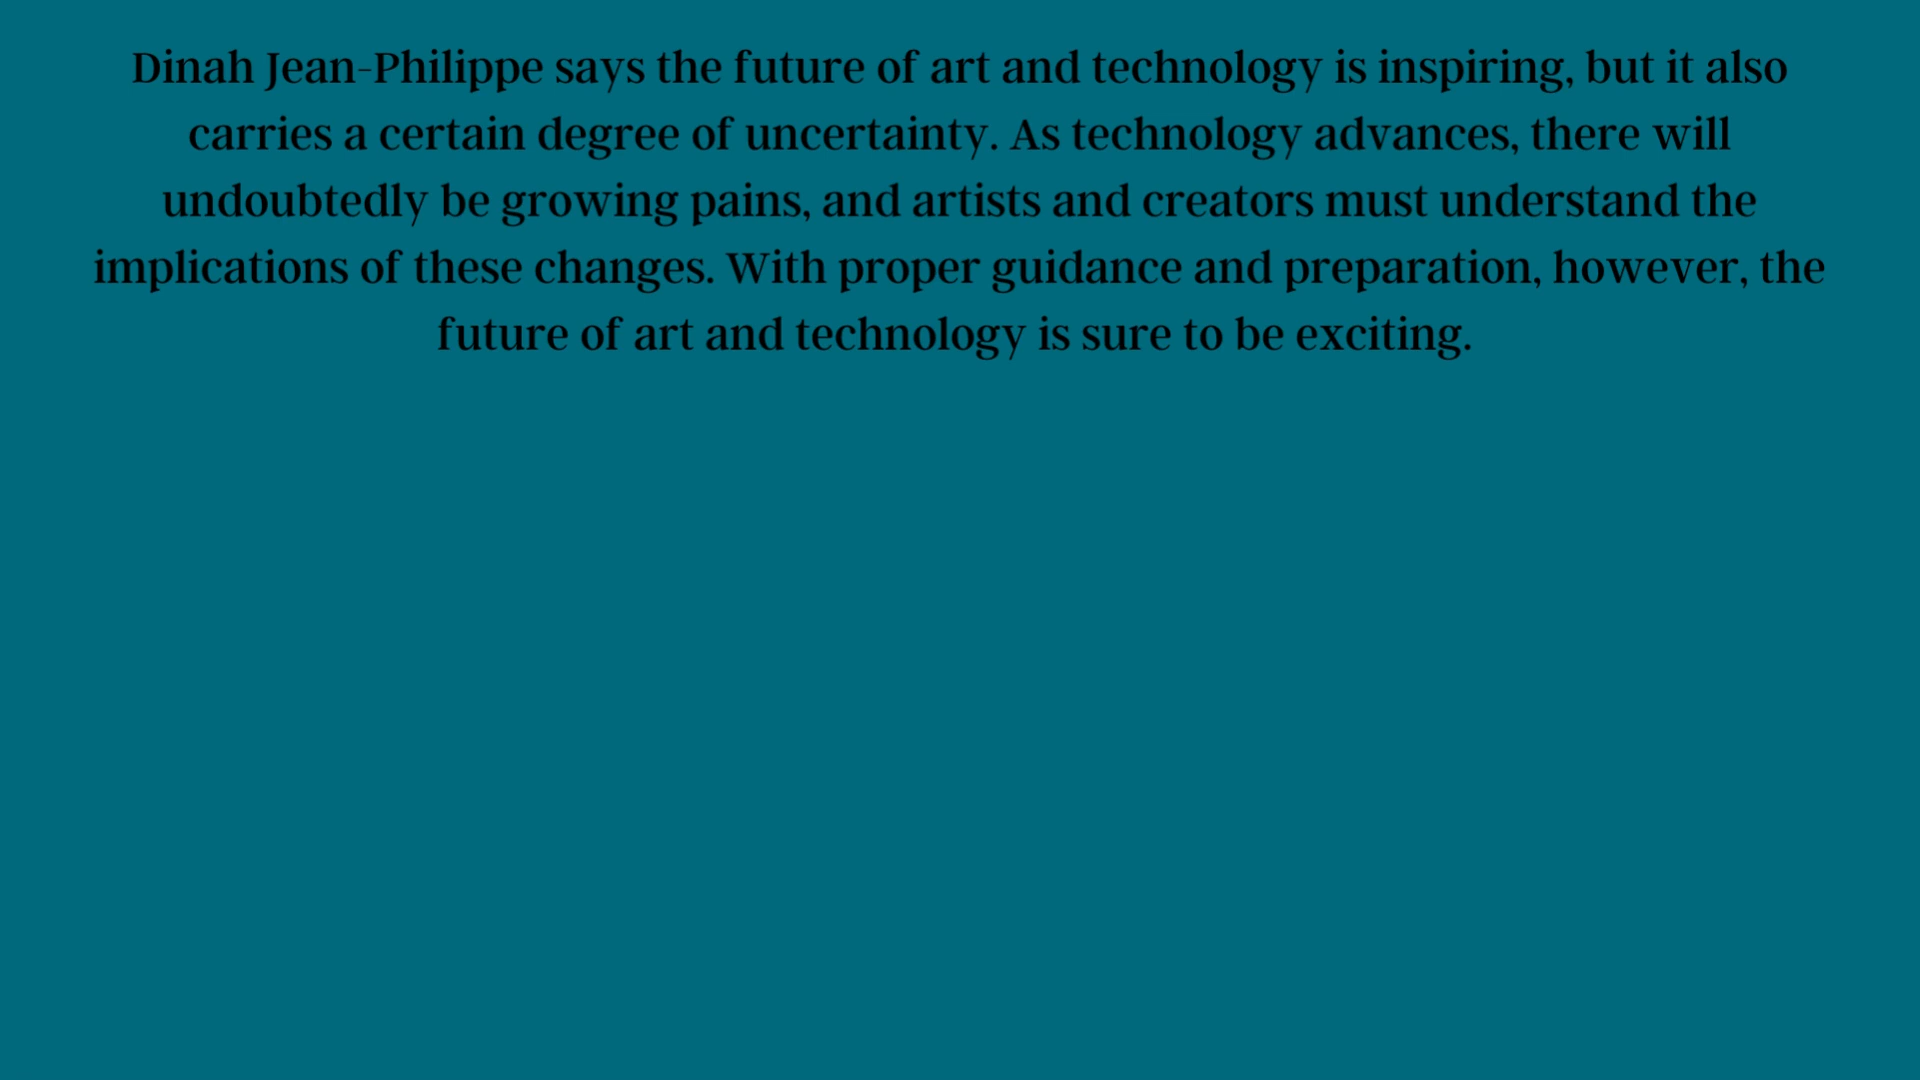 Dinah Jean-Philippe says the future of art and technology is inspiring, but it also
carries a certain degree of uncertainty. As technology advances, there will
undoubtedly be growing pains, and artists and creators must understand the
implications of these changes. With proper guidance and preparation, however, the
future of art and technology is sure to be exciting.